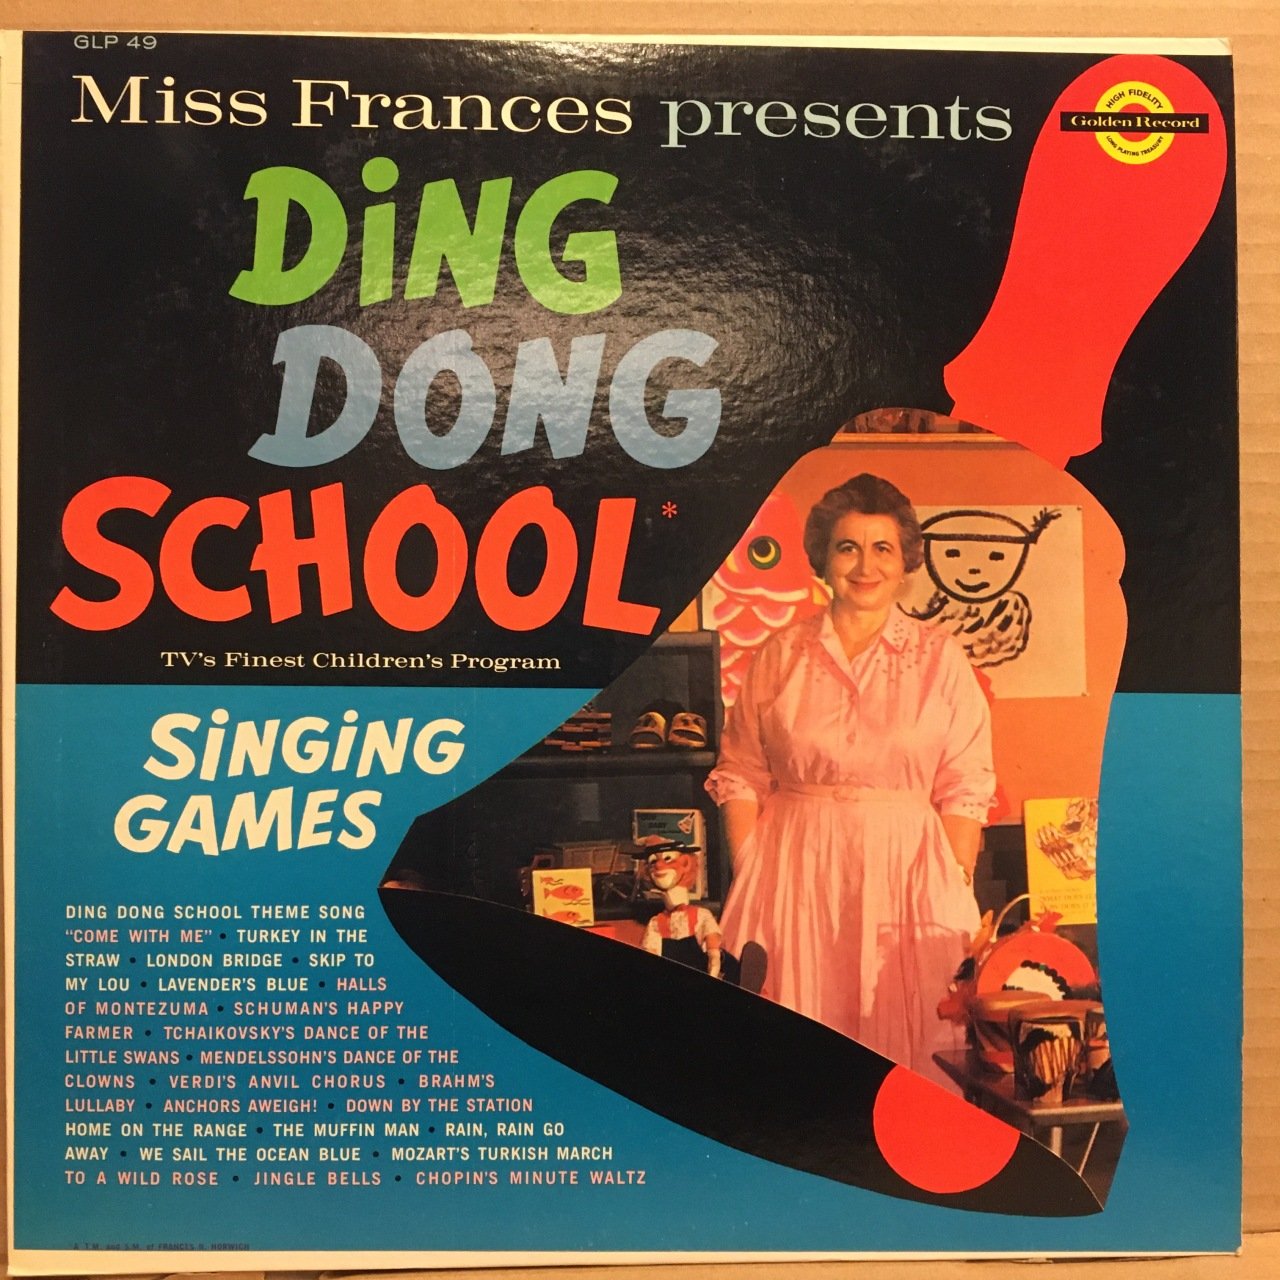 GLP 49
Miss Frances presents
HIGH FIDELITY
Golden Record
LONG PLAYING TREASURY
DiNG
DONG
SCHOOL*
TV's Finest Children's Program
SiNGiNG
GAMES
DING DONG SCHOOL THEME SONG
"COME WITH ME" • TURKEY IN THE
STRAW • LONDON BRIDGE • SKIP TO
MY LOU • LAVENDER'S BLUE • HALLS
OF MONTEZUMA • SCHUMAN'S HAPPY
FARMER • TCHAIKOVSKY'S DANCE OF THE
LITTLE SWANS • MENDELSSOHN'S DANCE OF THE
CLOWNS • VERDI'S ANVIL CHORUS • BRAHM'S
LULLABY • ANCHORS AWEIGH! • DOWN BY THE STATION
HOME ON THE RANGE • THE MUFFIN MAN • RAIN, RAIN GO
AWAY • WE SAIL THE OCEAN BLUE • MOZART'S TURKISH MARCH
TO A WILD ROSE • JINGLE BELLS • CHOPIN'S MINUTE WALTZ
A T.M. and S.M. of FRANCES R. HORWICH